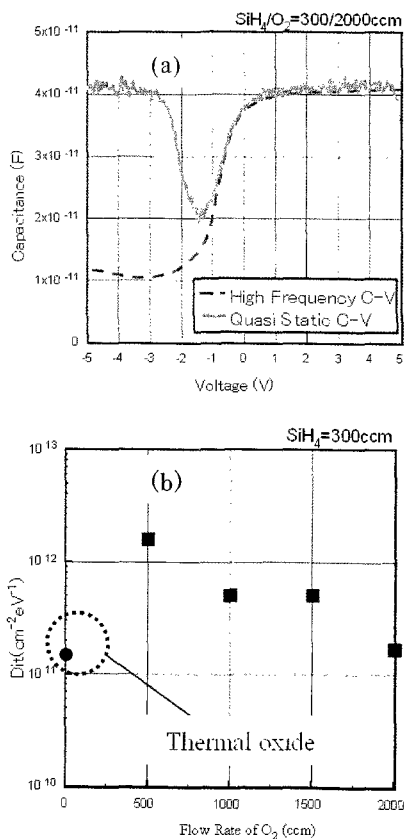 SiH4/O2=300/2000ccm
(a)
5x10-11
4x10-11
3x10-11
2x10-11
1x10-11
0
Capacitance (F)
High Frequency C-V
Quasi Static C-V
-5 -4 -3 -2 -1 0 1 2 3 4 5
Voltage (V)
SiH4=300ccm
(b)
10 13
10 12
10 11
10 10
Dit(cm-2eV-1)
Thermal oxide
0 500 1000 1500 2000
Flow Rate of O2 (ccm)